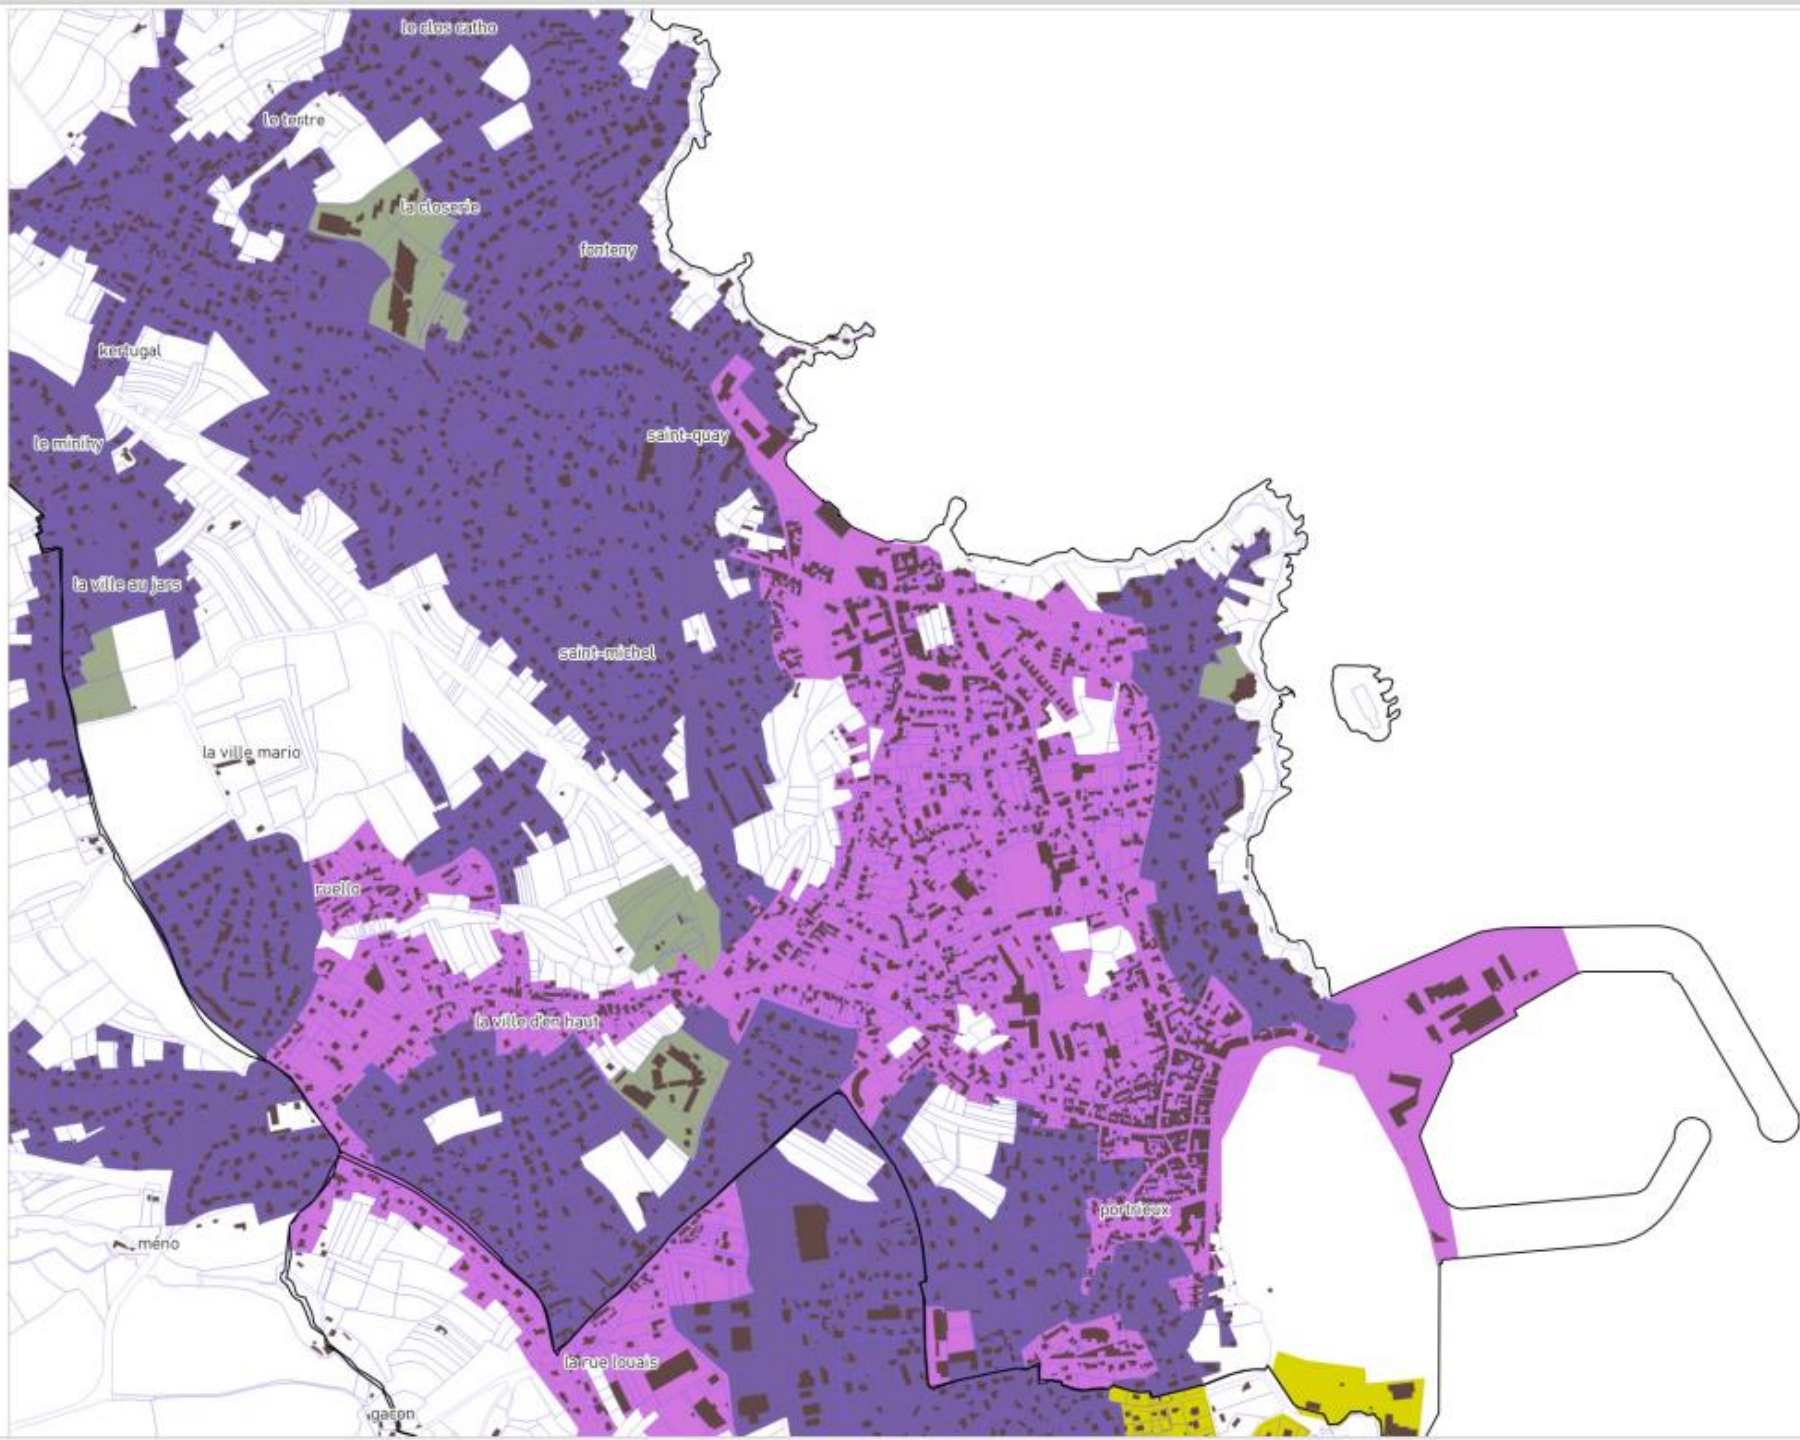 le clos catho
le tertre
la closerie
fonteny
kertugal
saint-quay
le minihy
la ville au jars
saint-michel
la ville mario
ruello
la ville d'en haut
portrieux
méno
la rue louais
gacon